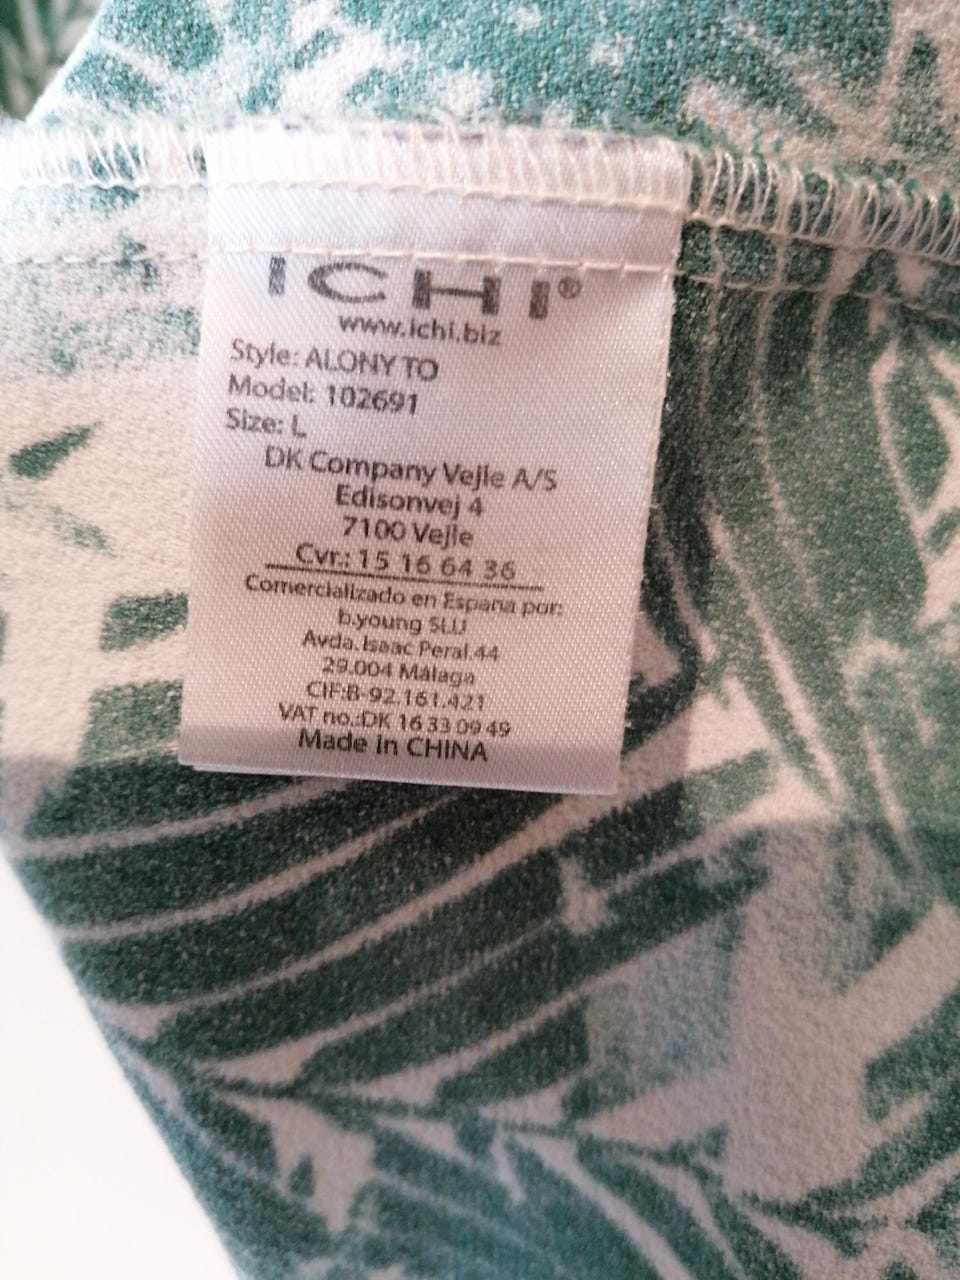 ICHI®
www.ichi.biz
Style: ALONY TO
Model: 102691
Size: L
DK Company Vejle A/S
Edisonvej 4
7100 Vejle
Cvr.: 15 16 64 36
Comercializado en Espana por:
b.young SLU
Avda. Isaac Peral.44
29.004 Málaga
CIF:B-92.161.421
VAT no.:DK 16 33 09 49
Made in CHINA